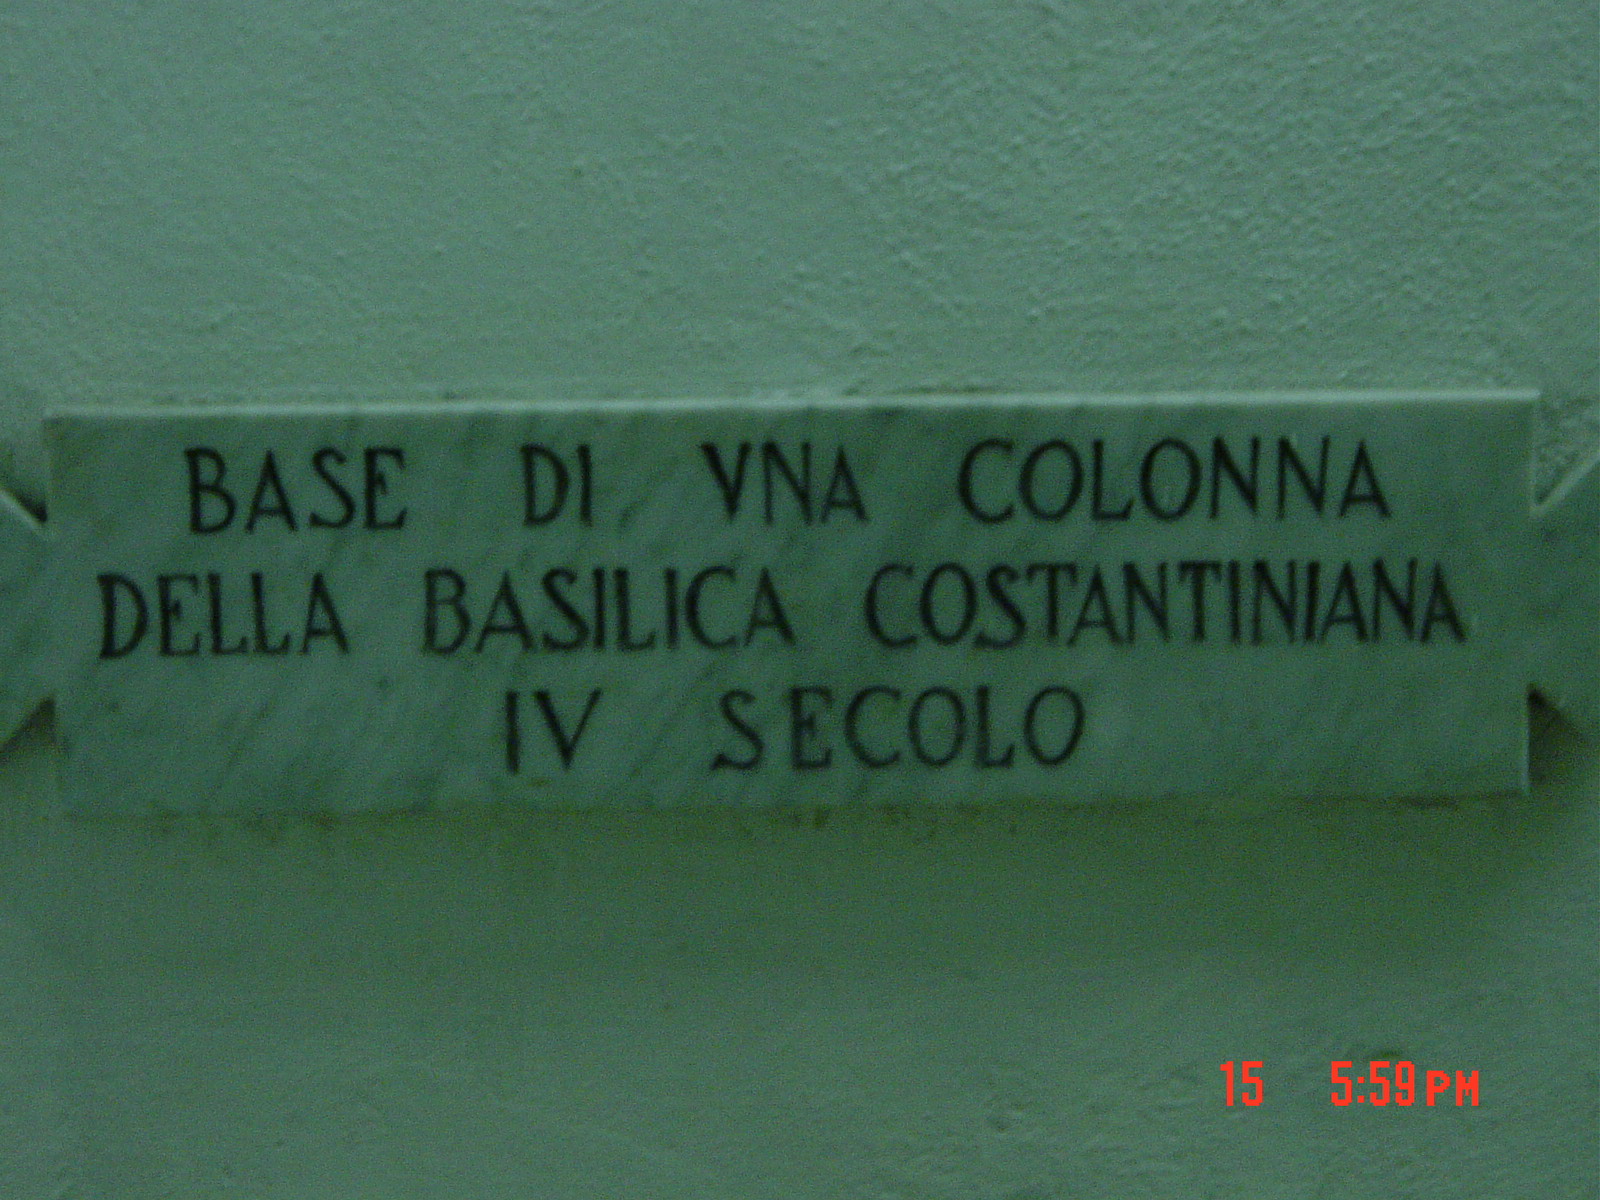 BASE DI VNA COLONNA
DELLA BASILICA COSTANTINIANA
IV SECOLO
15 5:59 PM